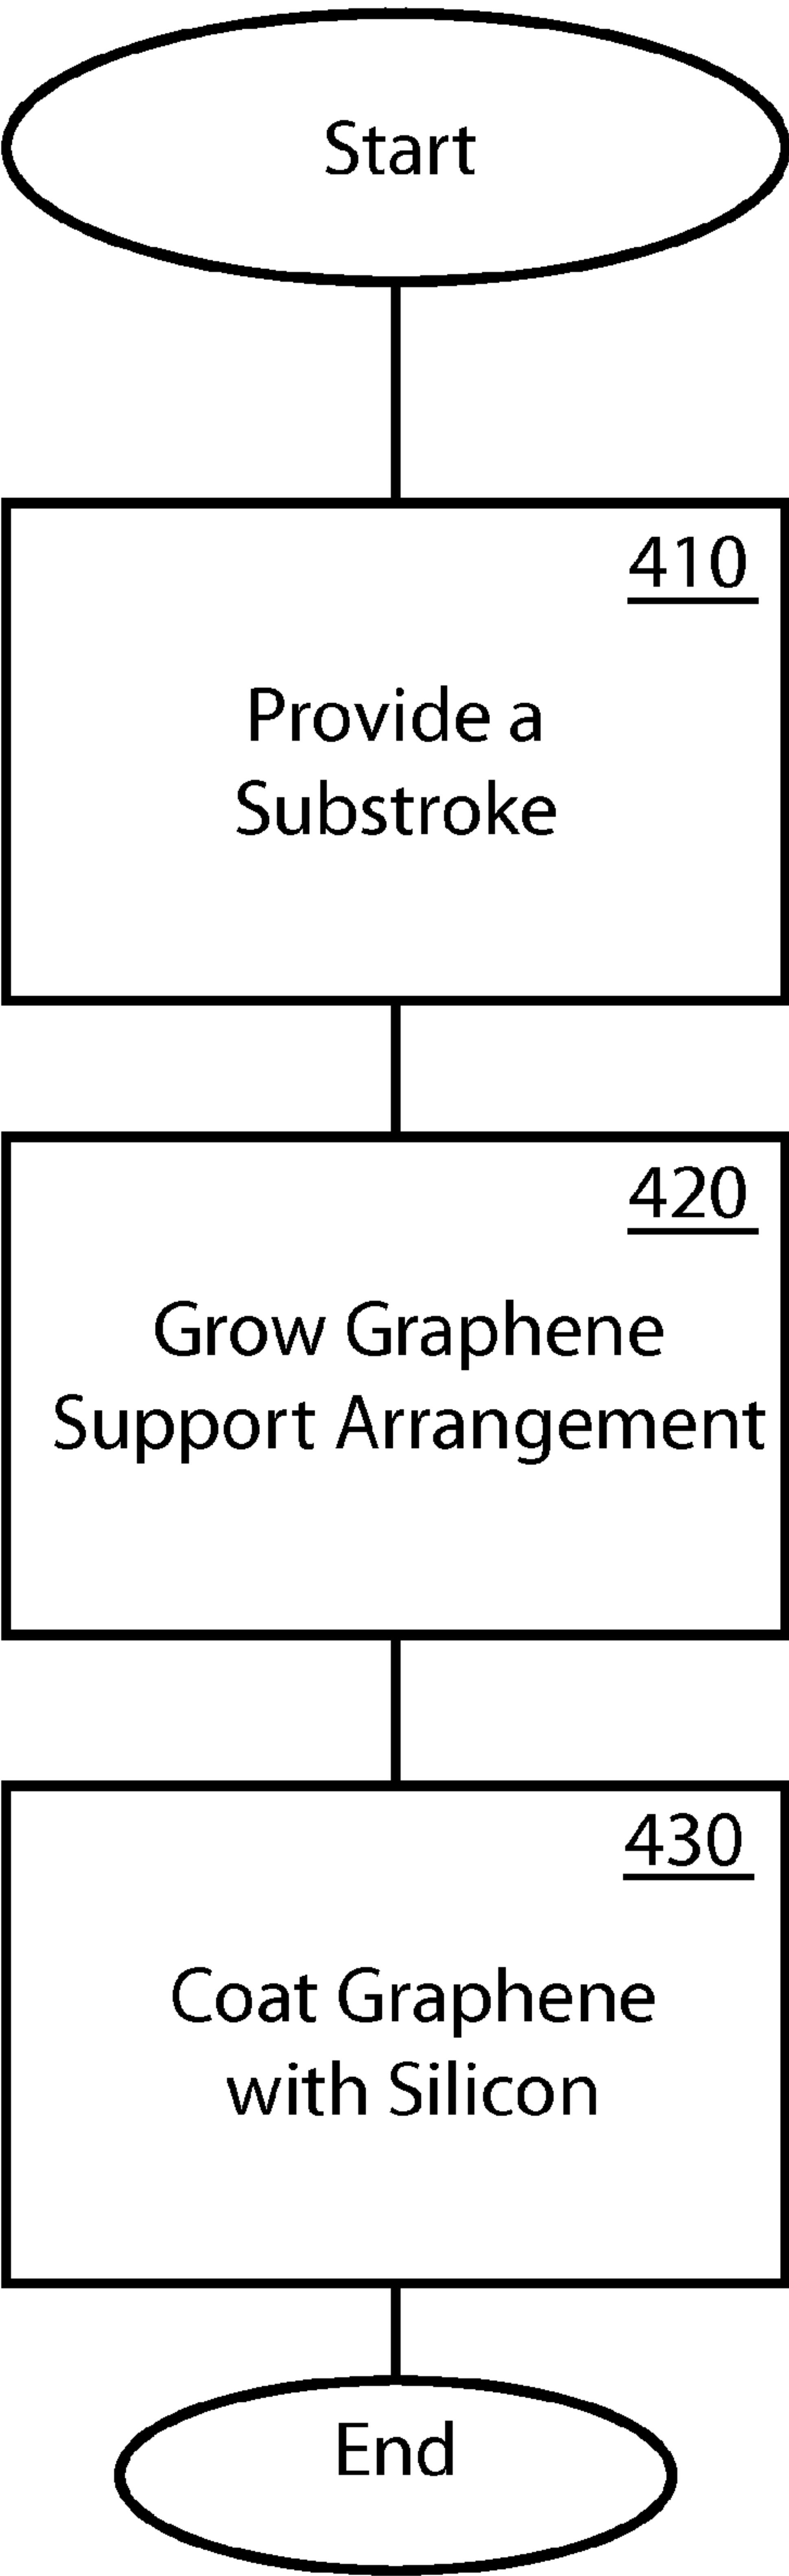 Start
410
Provide a
Substroke
420
Grow Graphene
Support Arrangement
430
Coat Graphene
with Silicon
End